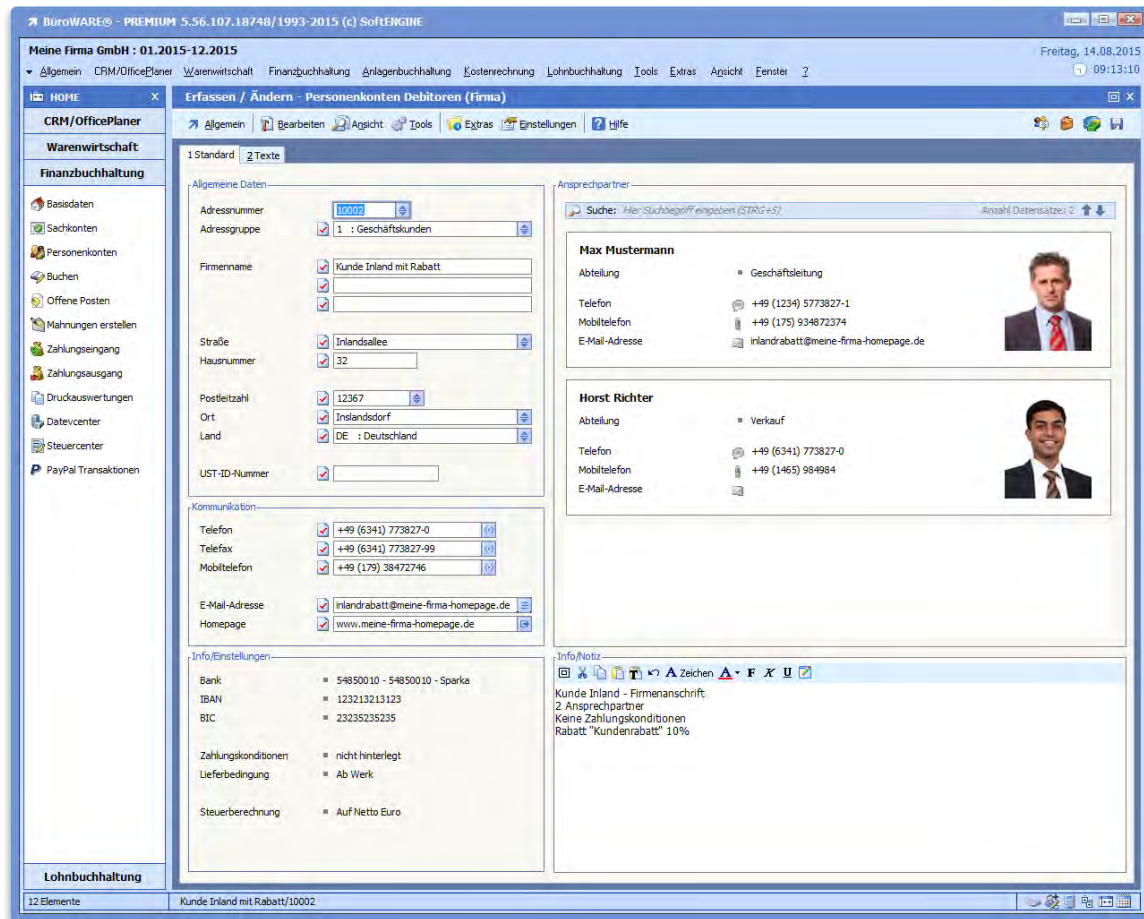 BüroWARE® - PREMIUM 5.56.107.18748/1993-2015 (c) SoftENGINE
Meine Firma GmbH : 01.2015-12.2015
Freitag, 14.08.2015
Allgemein CRM/OfficePlaner Warenwirtschaft Finanzbuchhaltung Anlagenbuchhaltung Kostenrechnung Lohnbuchhaltung Tools Extras Ansicht Fenster ?
09:13:10
HOME X
Erfassen / Ändern - Personenkonten Debitoren (Firma)
CRM/OfficePlaner
Warenwirtschaft
Finanzbuchhaltung
Basisdaten
Sachkonten
Personenkonten
Buchen
Offene Posten
Mahnungen erstellen
Zahlungseingang
Zahlungsausgang
Druckauswertungen
Datevcenter
Steuercenter
PayPal Transaktionen
Lohnbuchhaltung
Allgemein Bearbeiten Ansicht Tools Extras Einstellungen Hilfe
1 Standard 2 Texte
Allgemeine Daten
Adressnummer 10002
Adressgruppe 1 : Geschäftskunden
Firmenname Kunde Inland mit Rabatt
Straße Inlandsallee
Hausnummer 32
Postleitzahl 12367
Ort Inslandsdorf
Land DE : Deutschland
UST-ID-Nummer
Kommunikation
Telefon +49 (6341) 773827-0
Telefax +49 (6341) 773827-99
Mobiltelefon +49 (179) 38472746
E-Mail-Adresse inlandrabatt@meine-firma-homepage.de
Homepage www.meine-firma-homepage.de
Info/Einstellungen
Bank 54850010 - 54850010 - Sparka
IBAN 123213213123
BIC 23235235235
Zahlungskonditionen nicht hinterlegt
Lieferbedingung Ab Werk
Steuerberechnung Auf Netto Euro
Ansprechpartner
Suche: Hier Suchbegriff eingeben (STRG+S) Anzahl Datensätze: 2
Max Mustermann
Abteilung Geschäftsleitung
Telefon +49 (1234) 5773827-1
Mobiltelefon +49 (175) 934872374
E-Mail-Adresse inlandrabatt@meine-firma-homepage.de
Horst Richter
Abteilung Verkauf
Telefon +49 (6341) 773827-0
Mobiltelefon +49 (1465) 984984
E-Mail-Adresse
Info/Notiz
A Zeichen A F K U
Kunde Inland - Firmenanschrift
2 Ansprechpartner
Keine Zahlungskonditionen
Rabatt "Kundenrabatt" 10%
12 Elemente
Kunde Inland mit Rabatt/10002